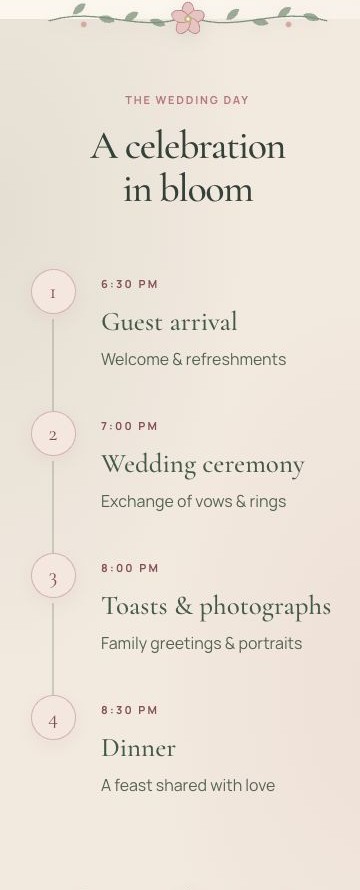 THE WEDDING DAY
A celebration
in bloom
1
6:30 PM
Guest arrival
Welcome & refreshments
2
7:00 PM
Wedding ceremony
Exchange of vows & rings
3
8:00 PM
Toasts & photographs
Family greetings & portraits
4
8:30 PM
Dinner
A feast shared with love